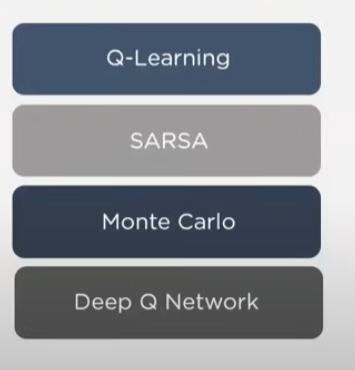 Q-Learning
SARSA
Monte Carlo
Deep Q Network